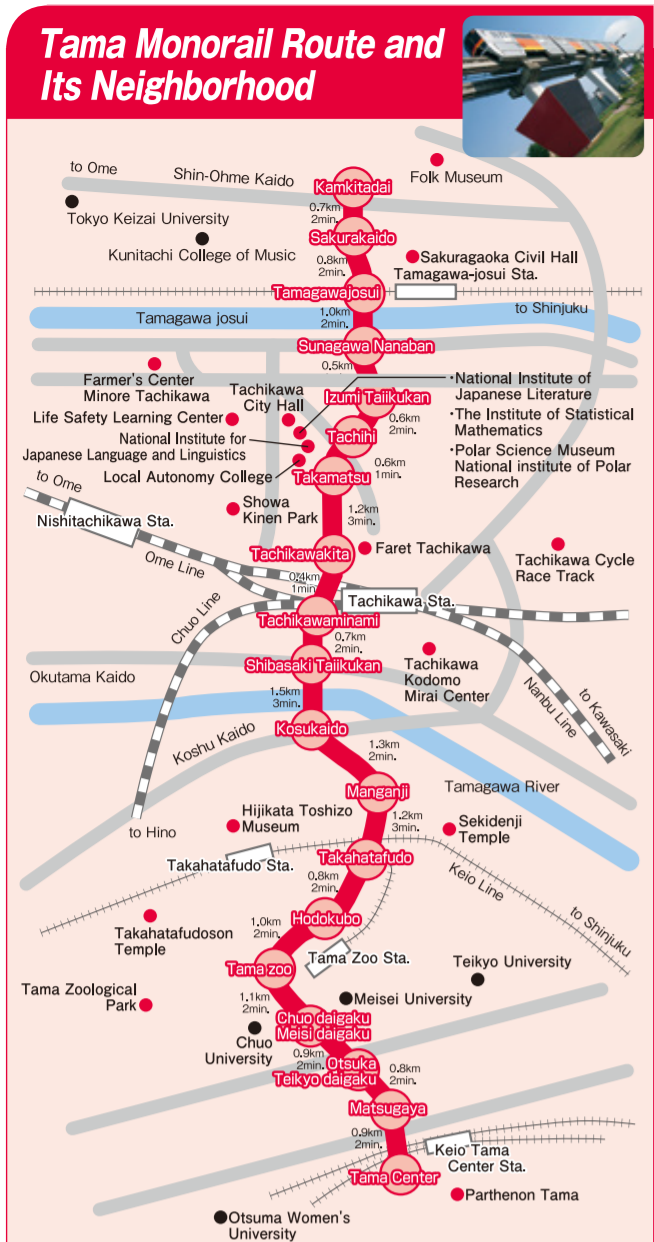 Tama Monorail Route and
Its Neighborhood
to Ome
Shin-Ohme Kaido
Kamkitadai
Folk Museum
0.7km
2min.
Tokyo Keizai University
Sakurakaido
Kunitachi College of Music
0.8km
2min.
Sakuragaoka Civil Hall
Tamagawa-josui Sta.
Tamagawajosui
to Shinjuku
Tamagawa josui
1.0km
2min.
Sunagawa Nanaban
0.5km
Farmer's Center
Minore Tachikawa
Izumi Taiikukan
Tachikawa
City Hall
Life Safety Learning Center
National Institute for
Japanese Language and Linguistics
Local Autonomy College
0.6km
2min.
Tachihi
・National Institute of
Japanese Literature
・The Institute of Statistical
Mathematics
・Polar Science Museum
National institute of Polar
Research
0.6km
1min.
Takamatsu
to Ome
Showa
Kinen Park
Nishitachikawa Sta.
1.2km
3min.
Ome Line
Tachikawakita
Faret Tachikawa
Tachikawa Cycle
Race Track
0.4km
1min.
Chuo Line
Tachikawa Sta.
Tachikawaminami
0.7km
2min.
Shibasaki Taiikukan
Tachikawa
Kodomo
Mirai Center
Okutama Kaido
Nanbu Line
to Kawasaki
1.5km
3min.
Koshu Kaido
Kosukaido
1.3km
2min.
Manganji
Tamagawa River
Hijikata Toshizo
Museum
to Hino
1.2km
3min.
Sekidenji
Temple
Takahatafudo Sta.
Takahatafudo
Keio Line
0.8km
2min.
to Shinjuku
Takahatafudoson
Temple
Hodokubo
1.0km
2min.
Tama Zoo Sta.
Tama zoo
Teikyo University
Tama Zoological
Park
1.1km
2min.
Meisei University
Chuo daigaku
Meisi daigaku
Chuo
University
0.9km
2min.
Otsuka
Teikyo daigaku
0.8km
2min.
Matsugaya
0.9km
2min.
Keio Tama
Center Sta.
Tama Center
Parthenon Tama
Otsuma Women's
University